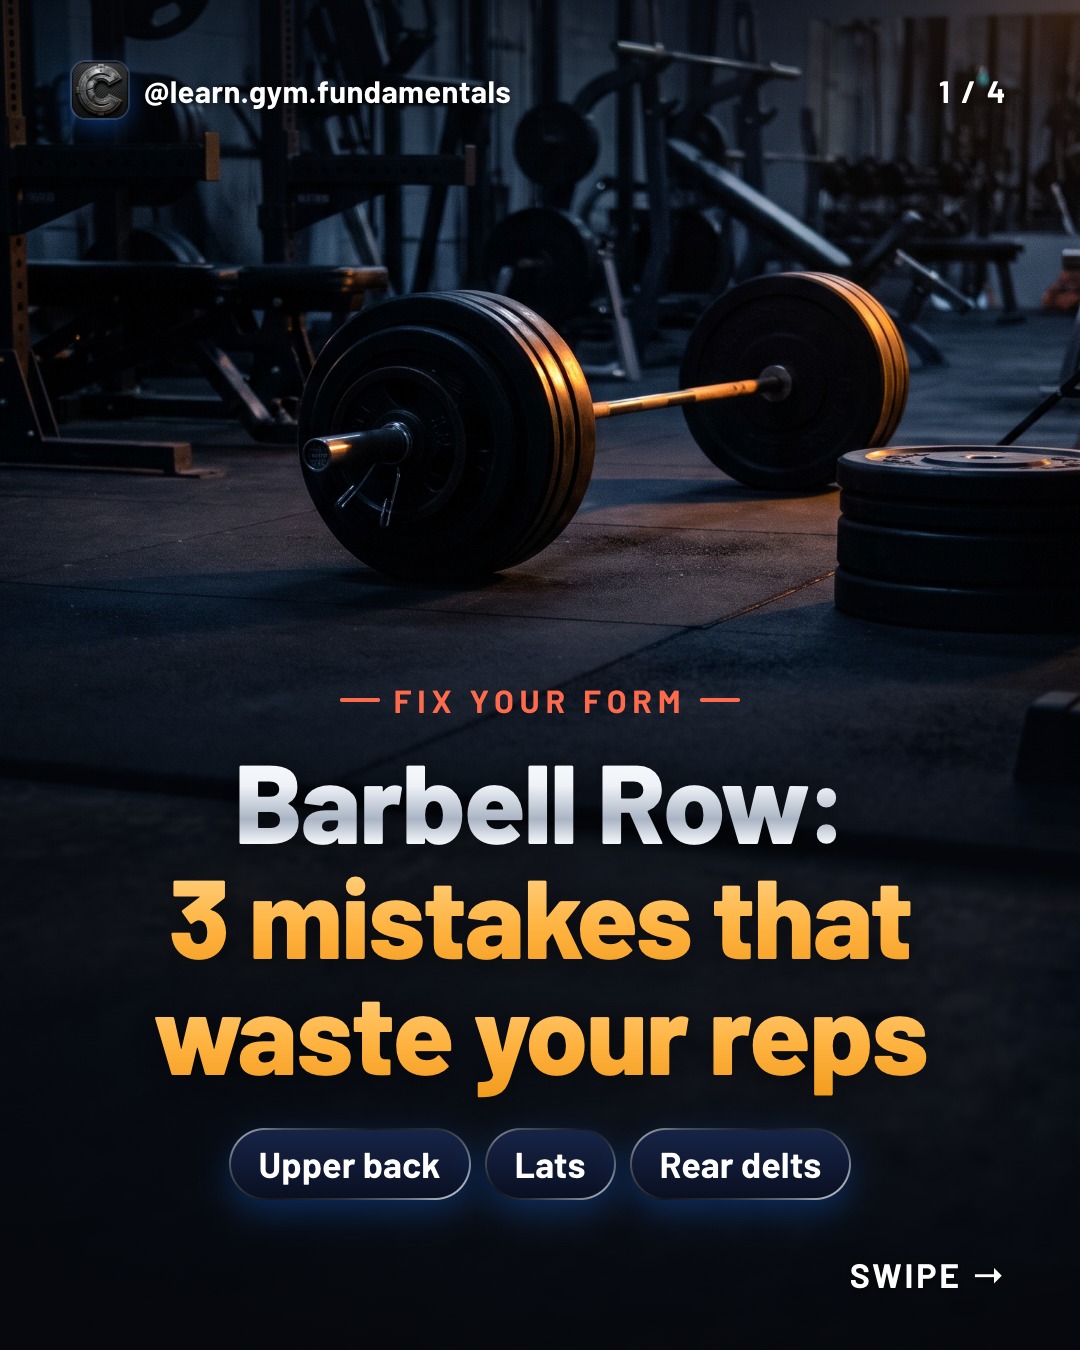 @learn.gym.fundamentals
1 / 4
FIX YOUR FORM
Barbell Row:
3 mistakes that
waste your reps
Upper back
Lats
Rear delts
SWIPE →